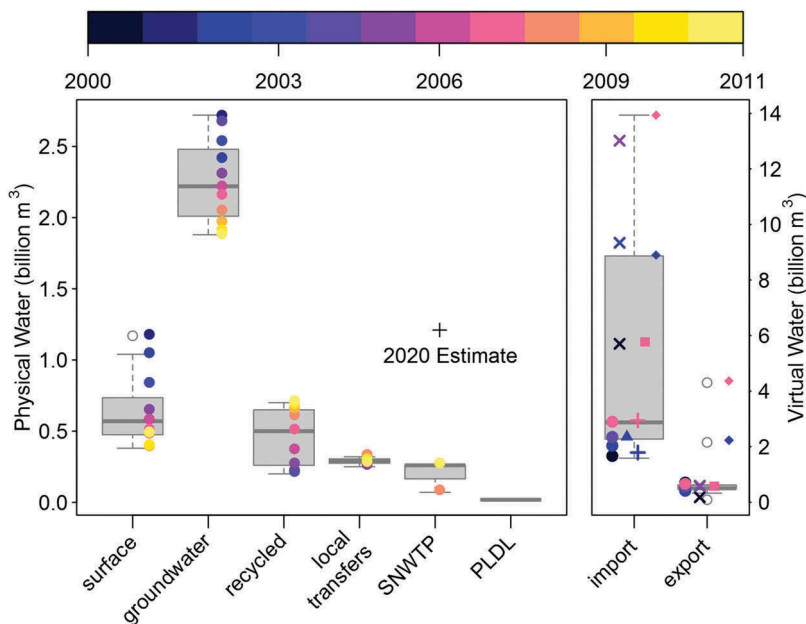 2000 2003 2006 2009 2011
Physical Water (billion m³)
2.5
2.0
1.5
1.0
0.5
0.0
2020 Estimate
surface
groundwater
recycled
local
transfers
SNWTP
PLDL
14
12
10
8
6
4
2
0
Virtual Water (billion m³)
import
export